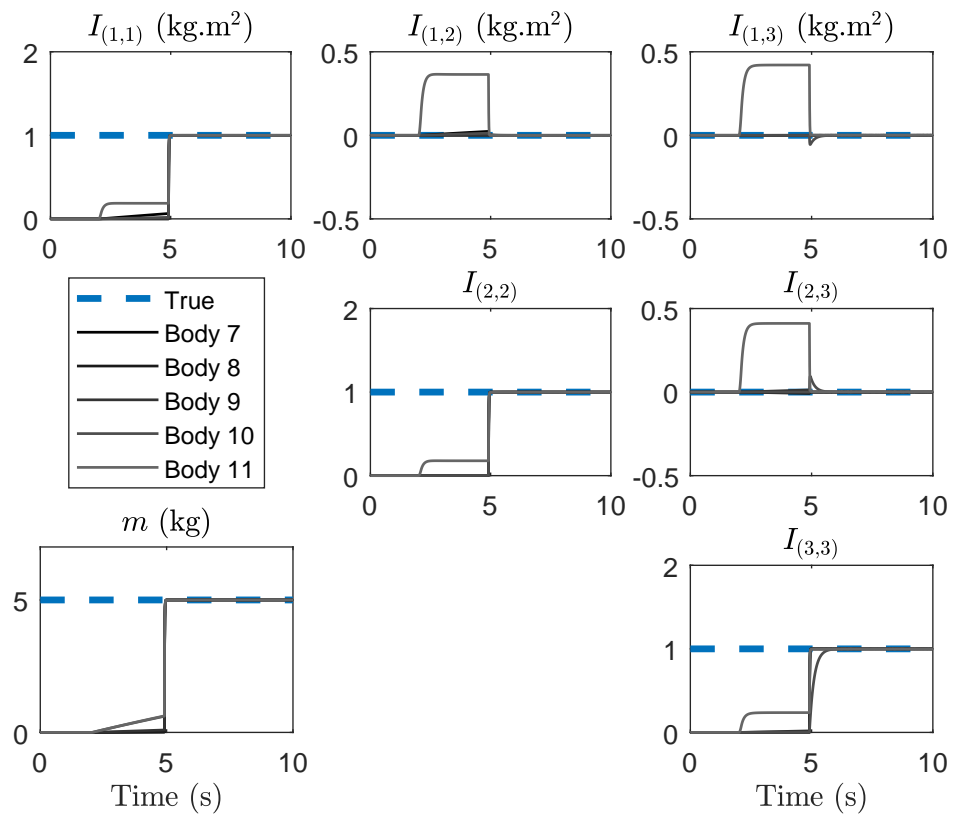 I(1,1) (kg.m²) I(1,2) (kg.m²) I(1,3) (kg.m²)
2 0.5 0.5
1 0 0
0 -0.5 -0.5
0 5 10 0 5 10 0 5 10
I(2,2) I(2,3)
True
Body 7
Body 8
Body 9
Body 10
Body 11
2 0.5
1 0
0 -0.5
0 5 10 0 5 10
m (kg) I(3,3)
5 2
0 1
0
0 5 10 0 5 10
Time (s) Time (s)